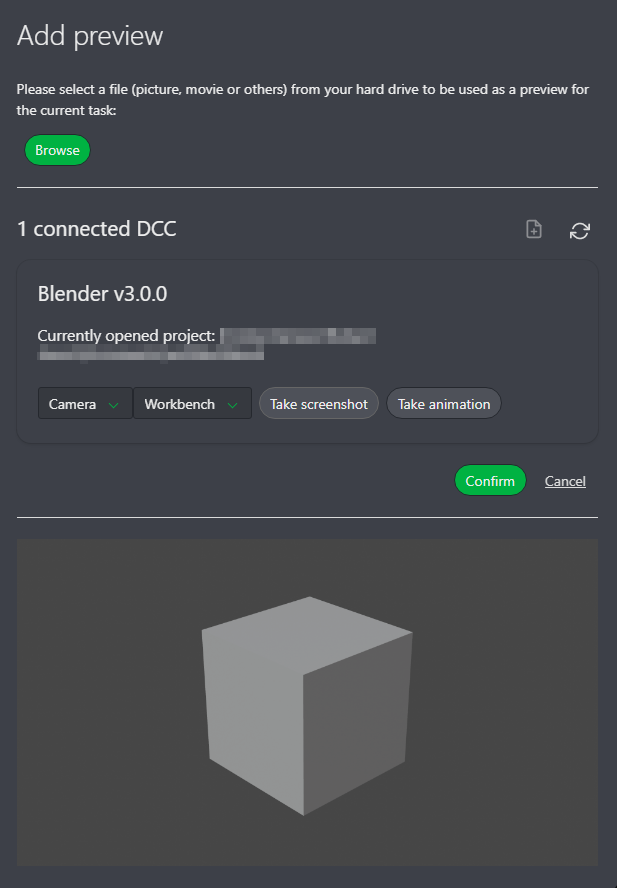 Add preview
Please select a file (picture, movie or others) from your hard drive to be used as a preview for
the current task:
Browse
1 connected DCC
Blender v3.0.0
Currently opened project:
Camera Workbench Take screenshot Take animation
Confirm Cancel